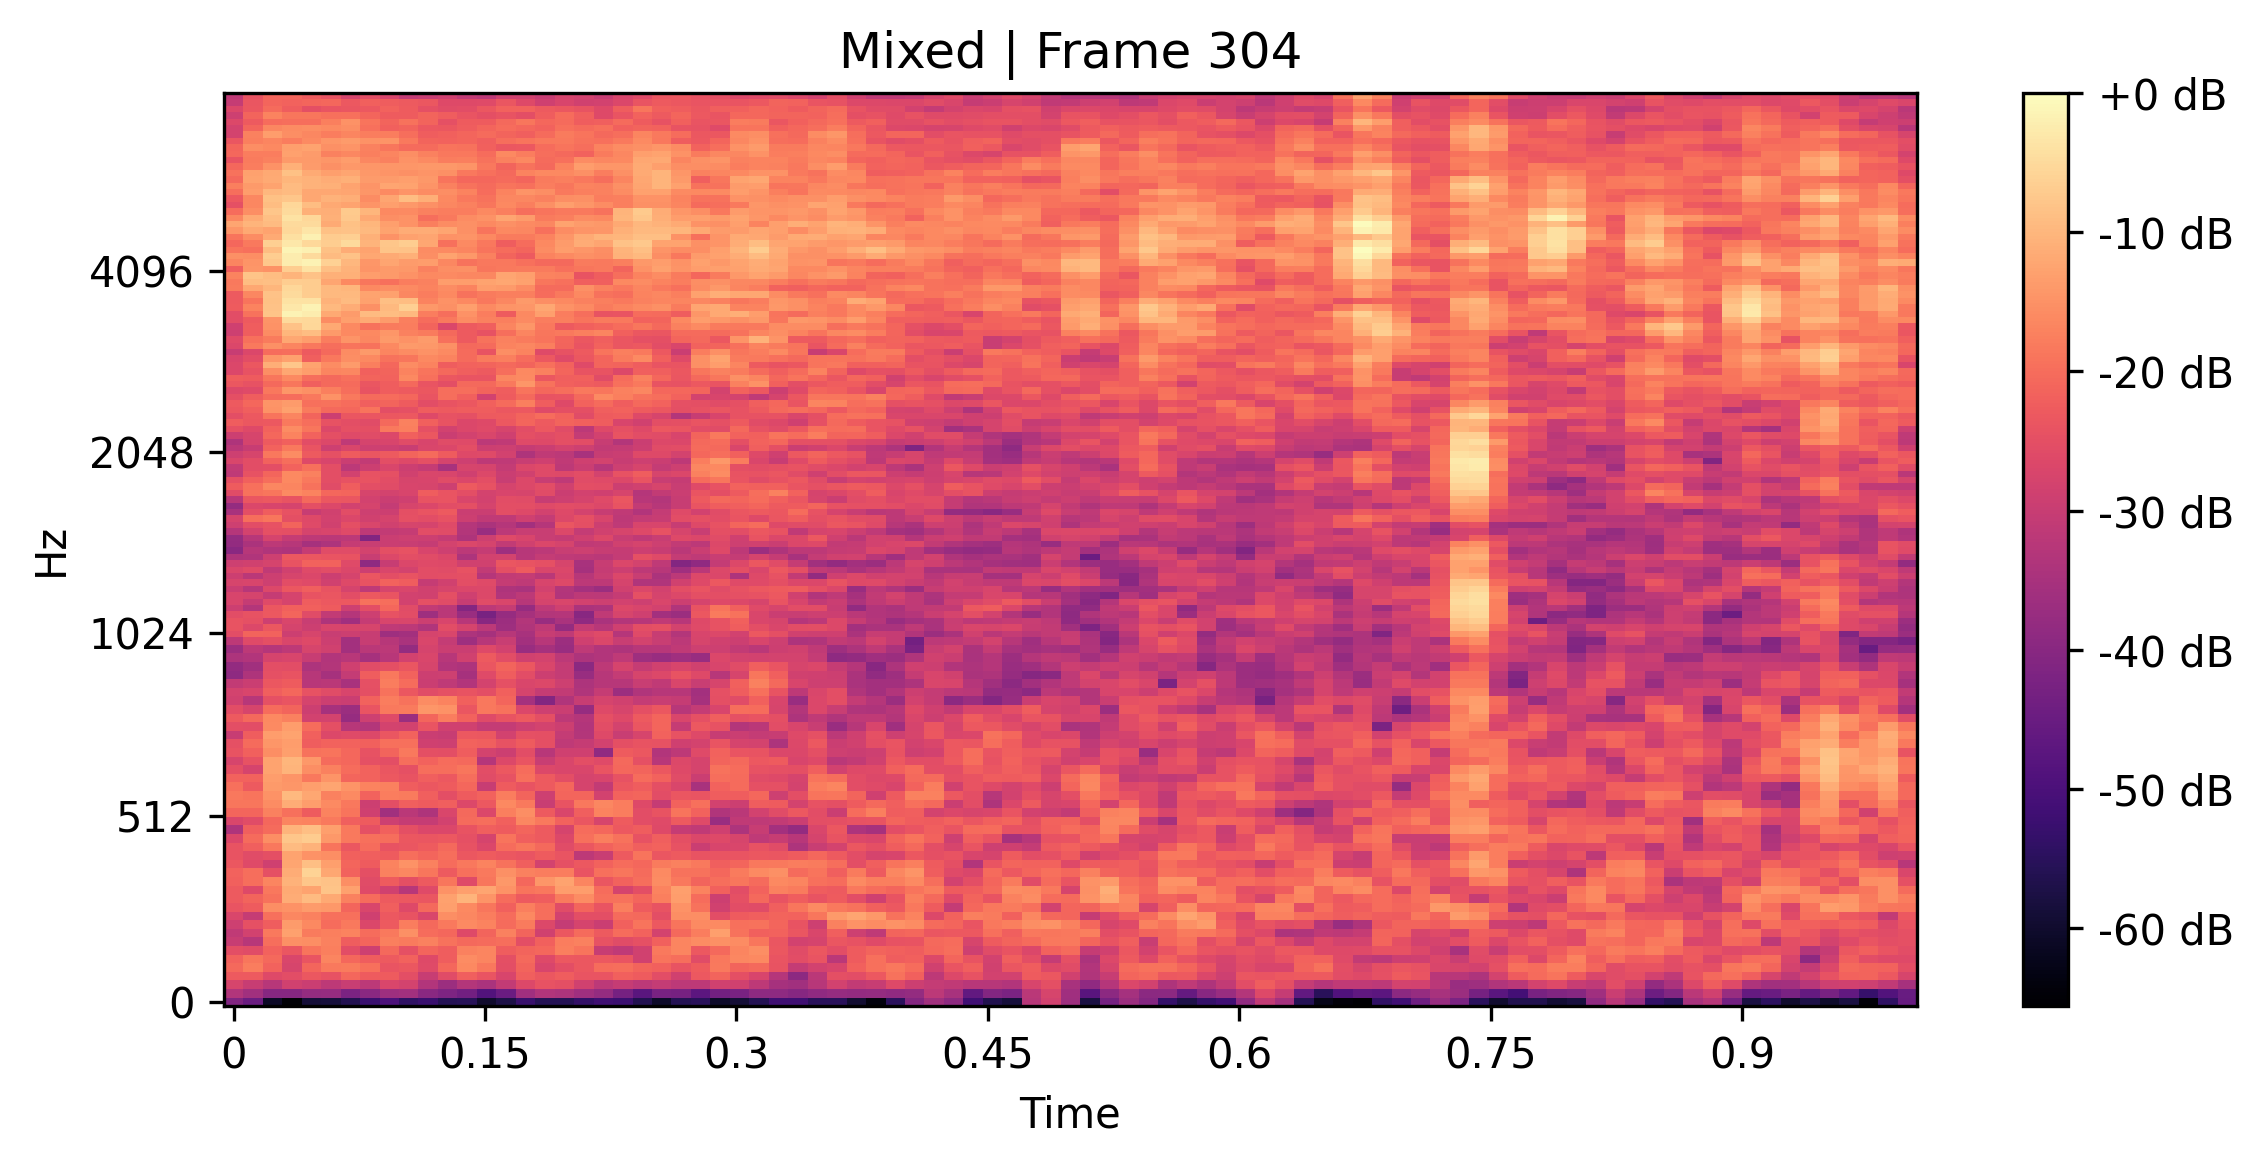 Mixed | Frame 304
+0 dB
-10 dB
-20 dB
-30 dB
-40 dB
-50 dB
-60 dB
Hz
4096
2048
1024
512
0
0 0.15 0.3 0.45 0.6 0.75 0.9
Time